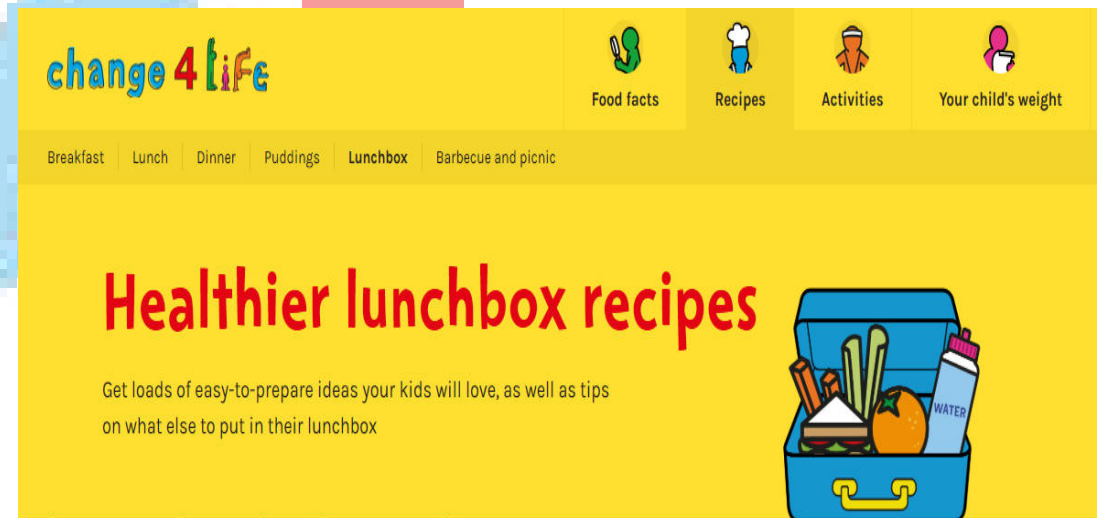 change 4 LiFE
Food facts
Recipes
Activities
Your child's weight
Breakfast
Lunch
Dinner
Puddings
Lunchbox
Barbecue and picnic
Healthier lunchbox recipes
Get loads of easy-to-prepare ideas your kids will love, as well as tips
on what else to put in their lunchbox
WATER